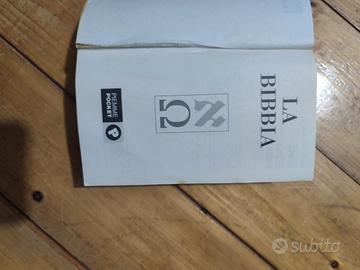 LA
BIBBIA
א
Ω
PIEMME
POCKET
P
subito